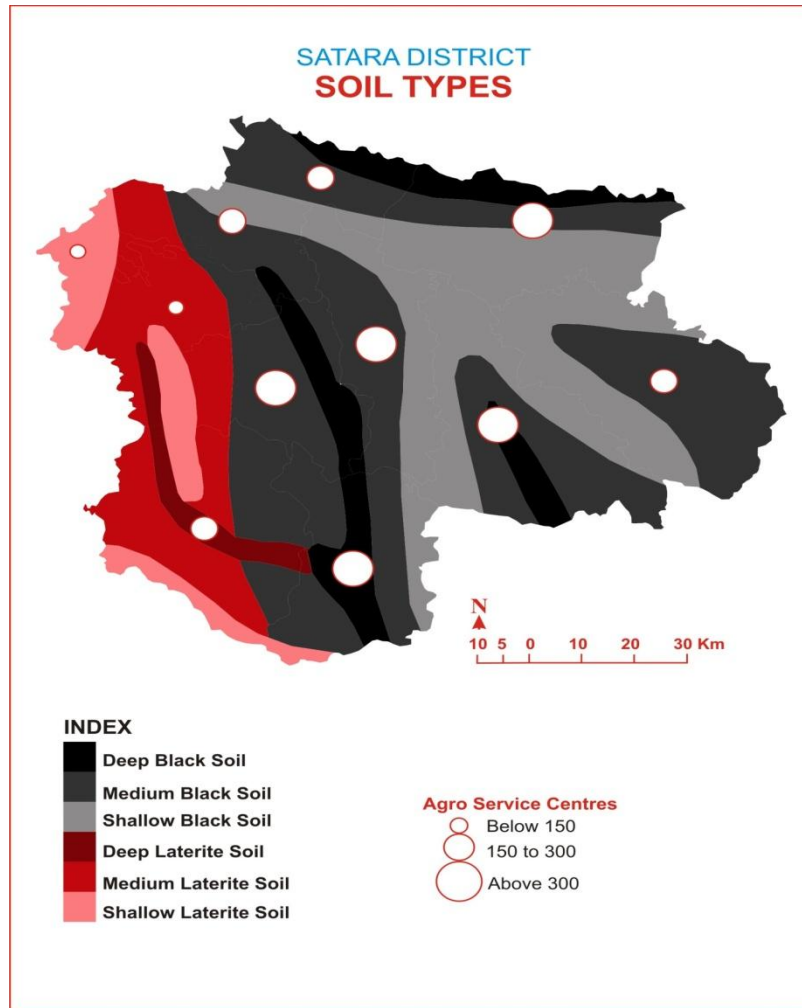 SATARA DISTRICT
SOIL TYPES
N
10 5 0 10 20 30 Km
INDEX
Deep Black Soil
Medium Black Soil
Shallow Black Soil
Deep Laterite Soil
Medium Laterite Soil
Shallow Laterite Soil
Agro Service Centres
Below 150
150 to 300
Above 300